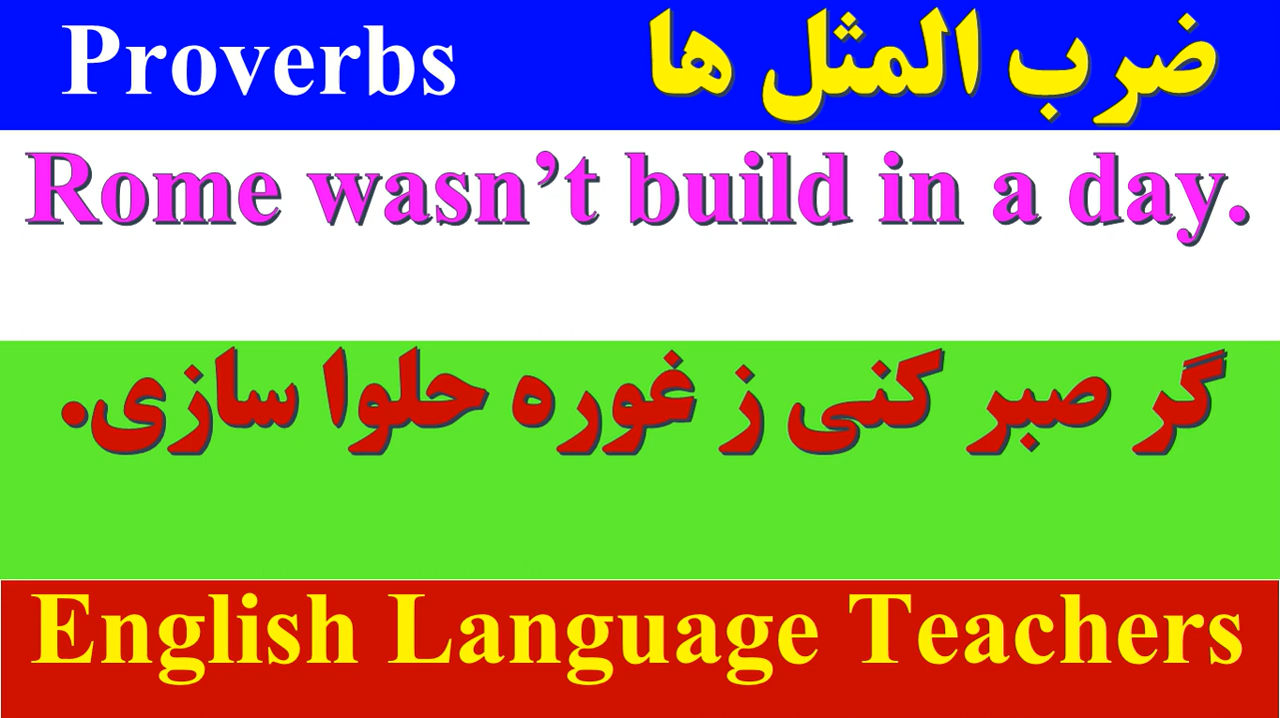 Proverbs ضرب المثل ها
Rome wasn’t build in a day.
گر صبر کنی ز غوره حلوا سازی.
English Language Teachers